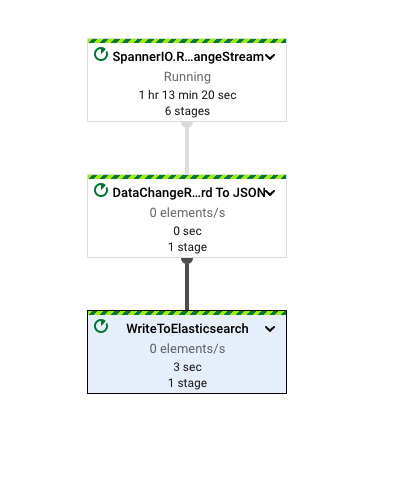 SpannerIO.R...angeStream
Running
1 hr 13 min 20 sec
6 stages
DataChangeR...rd To JSON
0 elements/s
0 sec
1 stage
WriteToElasticsearch
0 elements/s
3 sec
1 stage